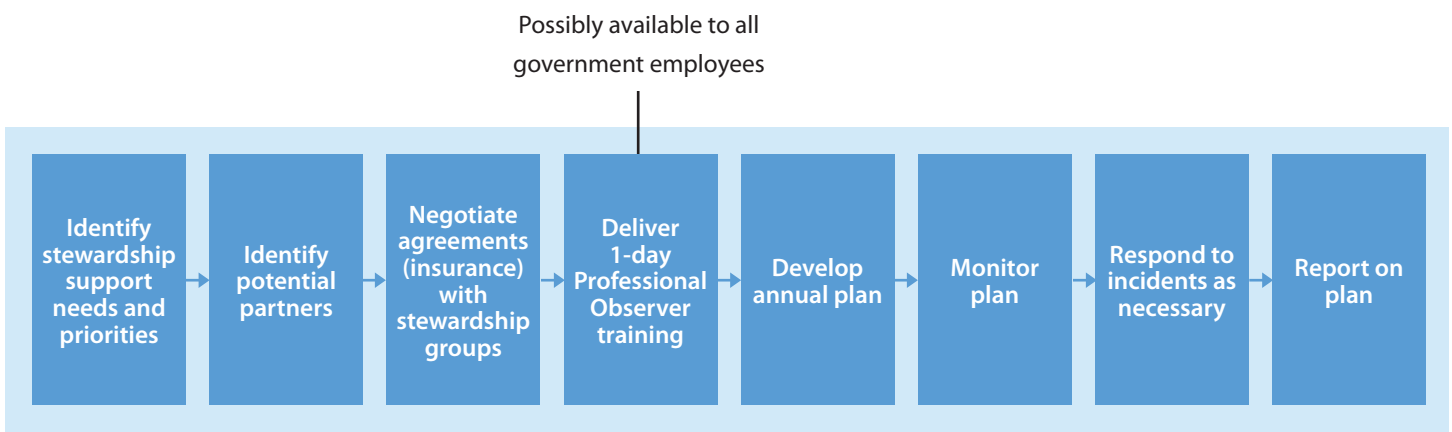 Possibly available to all
government employees
Identify
stewardship
support
needs and
priorities
Identify
potential
partners
Negotiate
agreements
(insurance)
with
stewardship
groups
Deliver
1-day
Professional
Observer
training
Develop
annual plan
Monitor
plan
Respond to
incidents as
necessary
Report on
plan